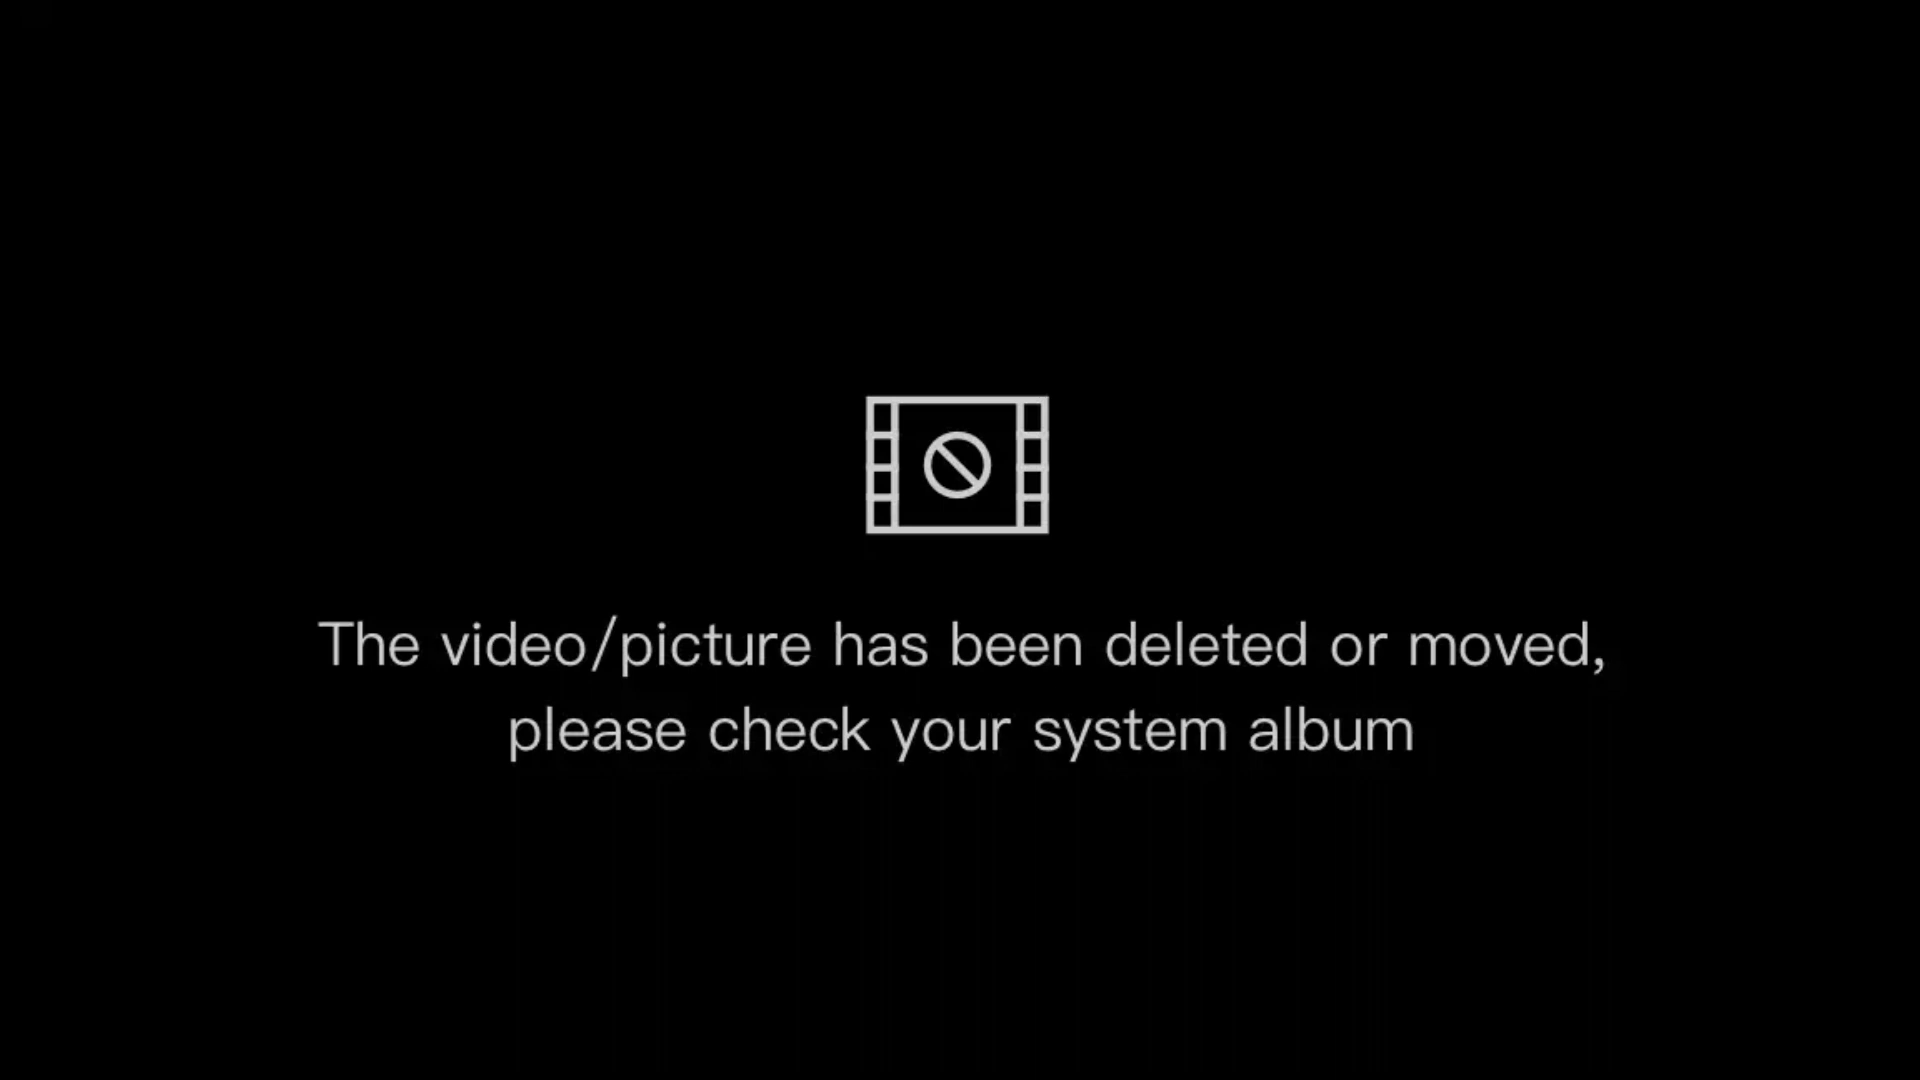 The video/picture has been deleted or moved,
please check your system album